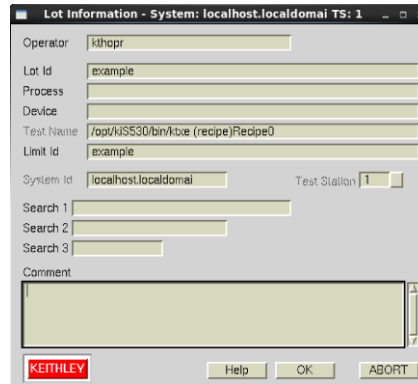 Lot Information - System: localhost.localdomai TS: 1
Operator kthopr
Lot Id example
Process
Device
Test Name /opt/kiS530/bin/ktxe (recipe)Recipe0
Limit Id example
System Id localhost.localdomai Test Station 1
Search 1
Search 2
Search 3
Comment
KEITHLEY Help OK ABORT